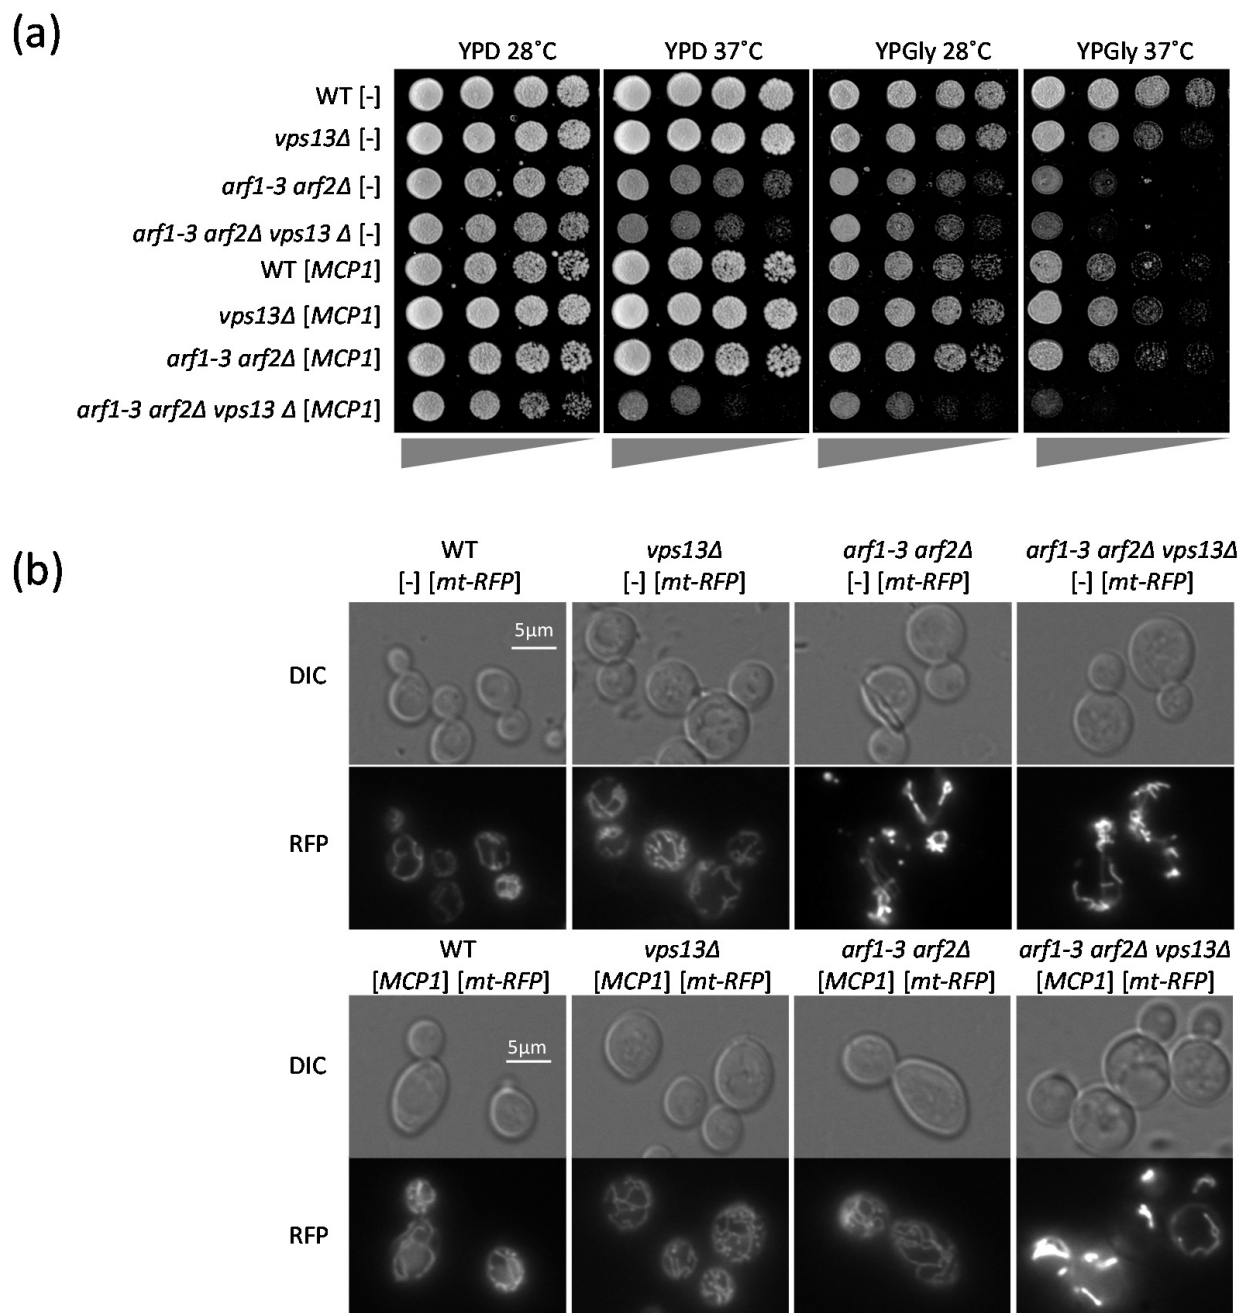 (a)
YPD 28˚C YPD 37˚C YPGly 28˚C YPGly 37˚C
WT [-]
vps13Δ [-]
arf1-3 arf2Δ [-]
arf1-3 arf2Δ vps13 Δ [-]
WT [MCP1]
vps13Δ [MCP1]
arf1-3 arf2Δ [MCP1]
arf1-3 arf2Δ vps13 Δ [MCP1]
(b)
WT vps13Δ arf1-3 arf2Δ arf1-3 arf2Δ vps13Δ
[-] [mt-RFP] [-] [mt-RFP] [-] [mt-RFP] [-] [mt-RFP]
5µm
DIC
RFP
WT vps13Δ arf1-3 arf2Δ arf1-3 arf2Δ vps13Δ
[MCP1] [mt-RFP] [MCP1] [mt-RFP] [MCP1] [mt-RFP] [MCP1] [mt-RFP]
5µm
DIC
RFP